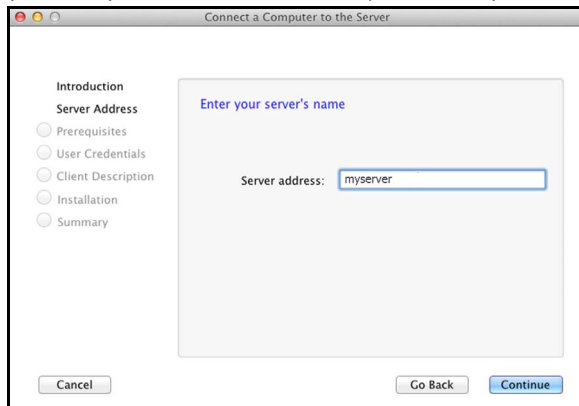 Connect a Computer to the Server
Introduction
Server Address
Prerequisites
User Credentials
Client Description
Installation
Summary
Enter your server's name
Server address: myserver
Cancel
Go Back
Continue